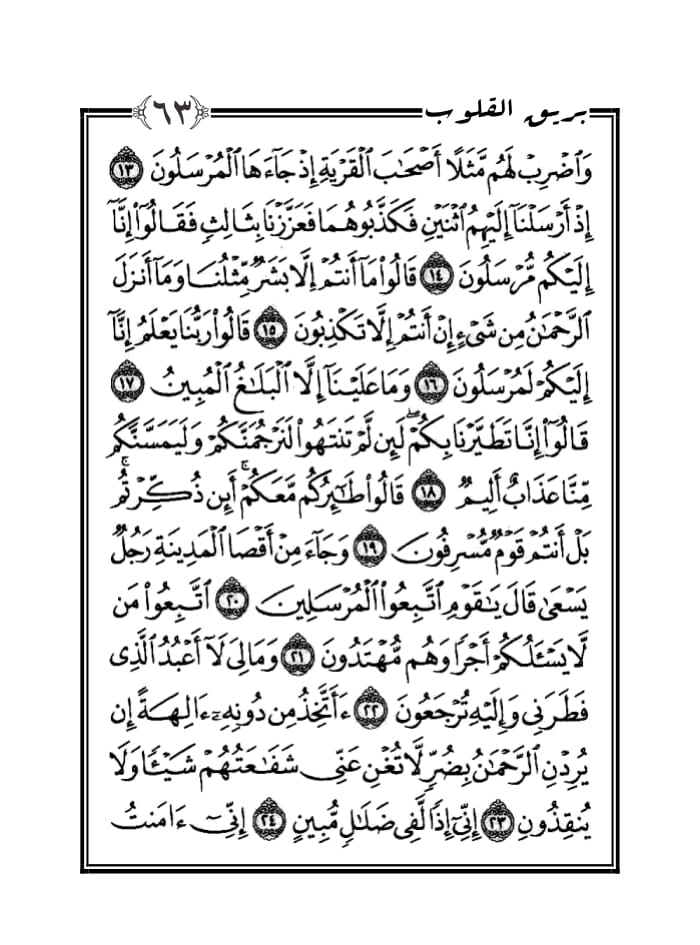 بريق القلوب ﴿٦٣﴾
وَٱضْرِبْ لَهُم مَّثَلًا أَصْحَـٰبَ ٱلْقَرْيَةِ إِذْ جَآءَهَا ٱلْمُرْسَلُونَ ١٣
إِذْ أَرْسَلْنَآ إِلَيْهِمُ ٱثْنَيْنِ فَكَذَّبُوهُمَا فَعَزَّزْنَا بِثَالِثٍ فَقَالُوٓا۟ إِنَّآ
إِلَيْكُم مُّرْسَلُونَ ١٤ قَالُوا۟ مَآ أَنتُمْ إِلَّا بَشَرٌ مِّثْلُنَا وَمَآ أَنزَلَ
ٱلرَّحْمَـٰنُ مِن شَىْءٍ إِنْ أَنتُمْ إِلَّا تَكْذِبُونَ ١٥ قَالُوا۟ رَبُّنَا يَعْلَمُ إِنَّآ
إِلَيْكُمْ لَمُرْسَلُونَ ١٦ وَمَا عَلَيْنَآ إِلَّا ٱلْبَلَـٰغُ ٱلْمُبِينُ ١٧
قَالُوٓا۟ إِنَّا تَطَيَّرْنَا بِكُمْ ۖ لَئِن لَّمْ تَنتَهُوا۟ لَنَرْجُمَنَّكُمْ وَلَيَمَسَّنَّكُم
مِّنَّا عَذَابٌ أَلِيمٌ ١٨ قَالُوا۟ طَـٰٓئِرُكُم مَّعَكُمْ ۚ أَئِن ذُكِّرْتُم ۚ
بَلْ أَنتُمْ قَوْمٌ مُّسْرِفُونَ ١٩ وَجَآءَ مِنْ أَقْصَا ٱلْمَدِينَةِ رَجُلٌ
يَسْعَىٰ قَالَ يَـٰقَوْمِ ٱتَّبِعُوا۟ ٱلْمُرْسَلِينَ ٢٠ ٱتَّبِعُوا۟ مَن
لَّا يَسْـَٔلُكُمْ أَجْرًا وَهُم مُّهْتَدُونَ ٢١ وَمَا لِىَ لَآ أَعْبُدُ ٱلَّذِى
فَطَرَنِى وَإِلَيْهِ تُرْجَعُونَ ٢٢ ءَأَتَّخِذُ مِن دُونِهِۦٓ ءَالِهَةً إِن
يُرِدْنِ ٱلرَّحْمَـٰنُ بِضُرٍّ لَّا تُغْنِ عَنِّى شَفَـٰعَتُهُمْ شَيْـًٔا وَلَا
يُنقِذُونِ ٢٣ إِنِّىٓ إِذًا لَّفِى ضَلَـٰلٍ مُّبِينٍ ٢٤ إِنِّىٓ ءَامَنتُ